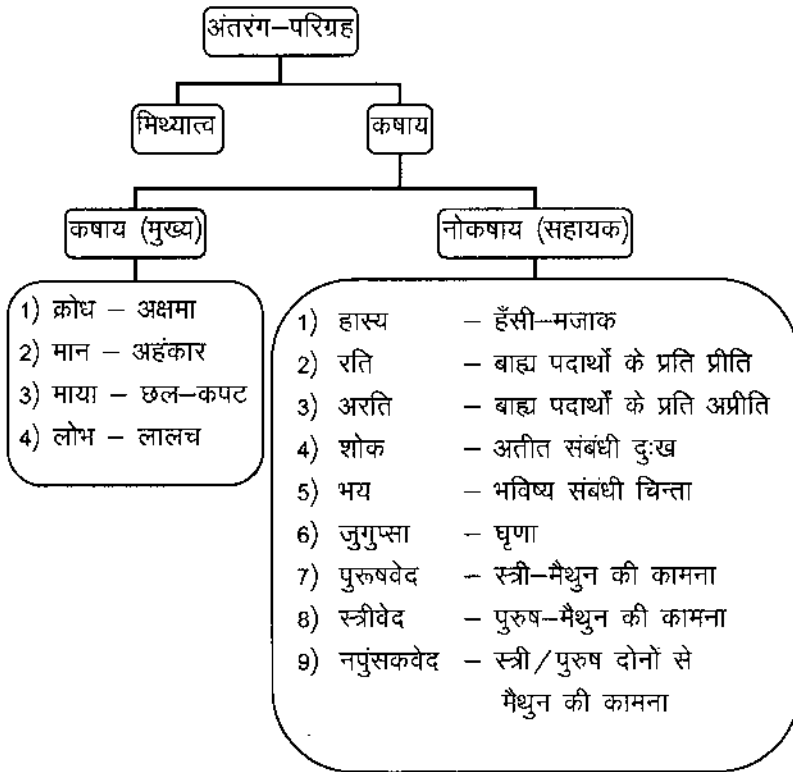 अंतरंग–परिग्रह
मिथ्यात्व
कषाय
कषाय (मुख्य)
नोकषाय (सहायक)
1) क्रोध – अक्षमा
2) मान – अहंकार
3) माया – छल–कपट
4) लोभ – लालच
1) हास्य – हँसी–मजाक
2) रति – बाह्य पदार्थों के प्रति प्रीति
3) अरति – बाह्य पदार्थों के प्रति अप्रीति
4) शोक – अतीत संबंधी दुःख
5) भय – भविष्य संबंधी चिन्ता
6) जुगुप्सा – घृणा
7) पुरूषवेद – स्त्री–मैथुन की कामना
8) स्त्रीवेद – पुरुष–मैथुन की कामना
9) नपुंसकवेद – स्त्री/पुरुष दोनों से
मैथुन की कामना